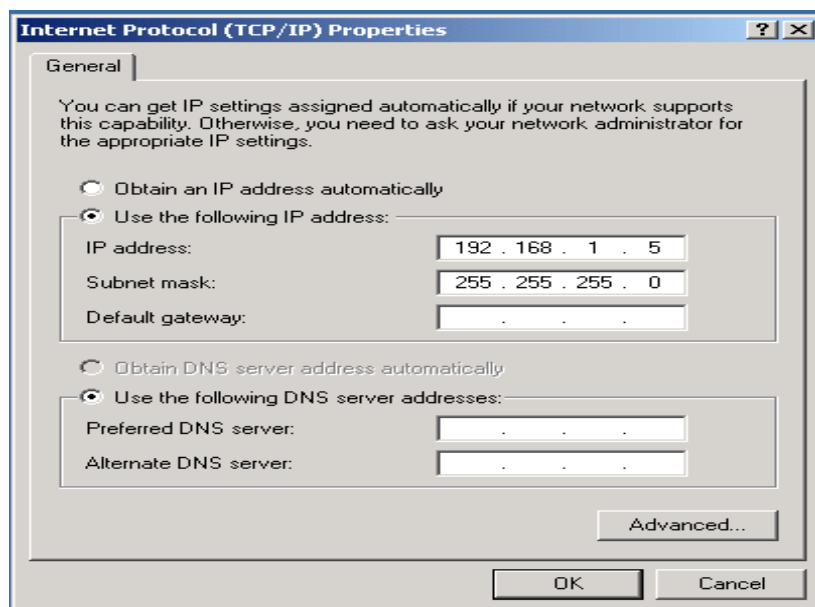 Internet Protocol (TCP/IP) Properties
General
You can get IP settings assigned automatically if your network supports
this capability. Otherwise, you need to ask your network administrator for
the appropriate IP settings.
Obtain an IP address automatically
Use the following IP address:
IP address: 192 . 168 . 1 . 5
Subnet mask: 255 . 255 . 255 . 0
Default gateway: . . .
Obtain DNS server address automatically
Use the following DNS server addresses:
Preferred DNS server: . . .
Alternate DNS server: . . .
Advanced...
OK Cancel